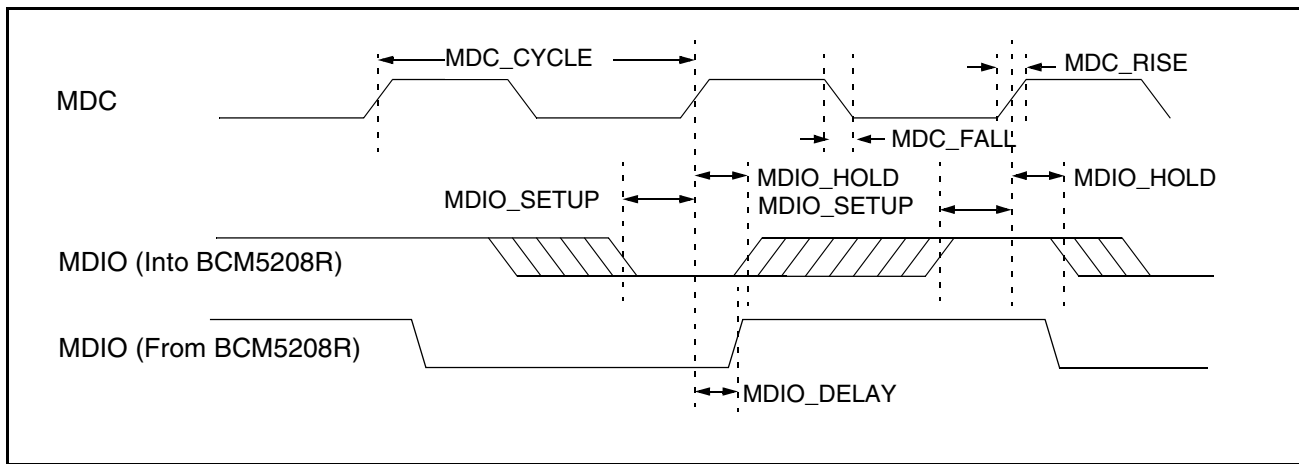 MDC_CYCLE
MDC_RISE
MDC
MDC_FALL
MDIO_HOLD
MDIO_HOLD
MDIO_SETUP
MDIO_SETUP
MDIO (Into BCM5208R)
MDIO (From BCM5208R)
MDIO_DELAY